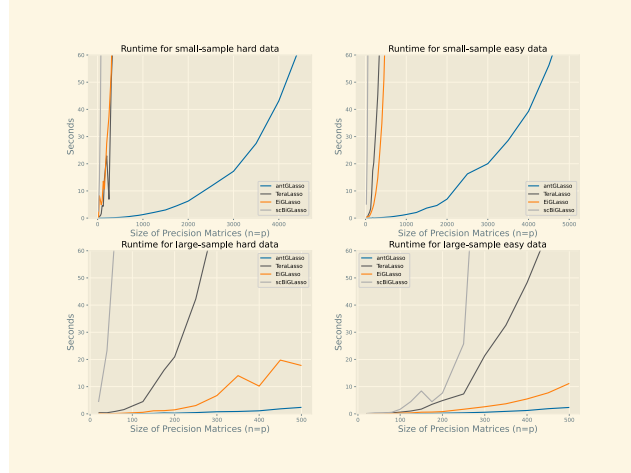 Runtime for small-sample hard data
Seconds
60
50
40
30
20
10
0
0 1000 2000 3000 4000
Size of Precision Matrices (n=p)
antGLasso
TeraLasso
EiGLasso
scBiGLasso
Runtime for small-sample easy data
Seconds
60
50
40
30
20
10
0
0 1000 2000 3000 4000 5000
Size of Precision Matrices (n=p)
antGLasso
TeraLasso
EiGLasso
scBiGLasso
Runtime for large-sample hard data
Seconds
60
50
40
30
20
10
0
0 100 200 300 400 500
Size of Precision Matrices (n=p)
antGLasso
TeraLasso
EiGLasso
scBiGLasso
Runtime for large-sample easy data
Seconds
60
50
40
30
20
10
0
0 100 200 300 400 500
Size of Precision Matrices (n=p)
antGLasso
TeraLasso
EiGLasso
scBiGLasso